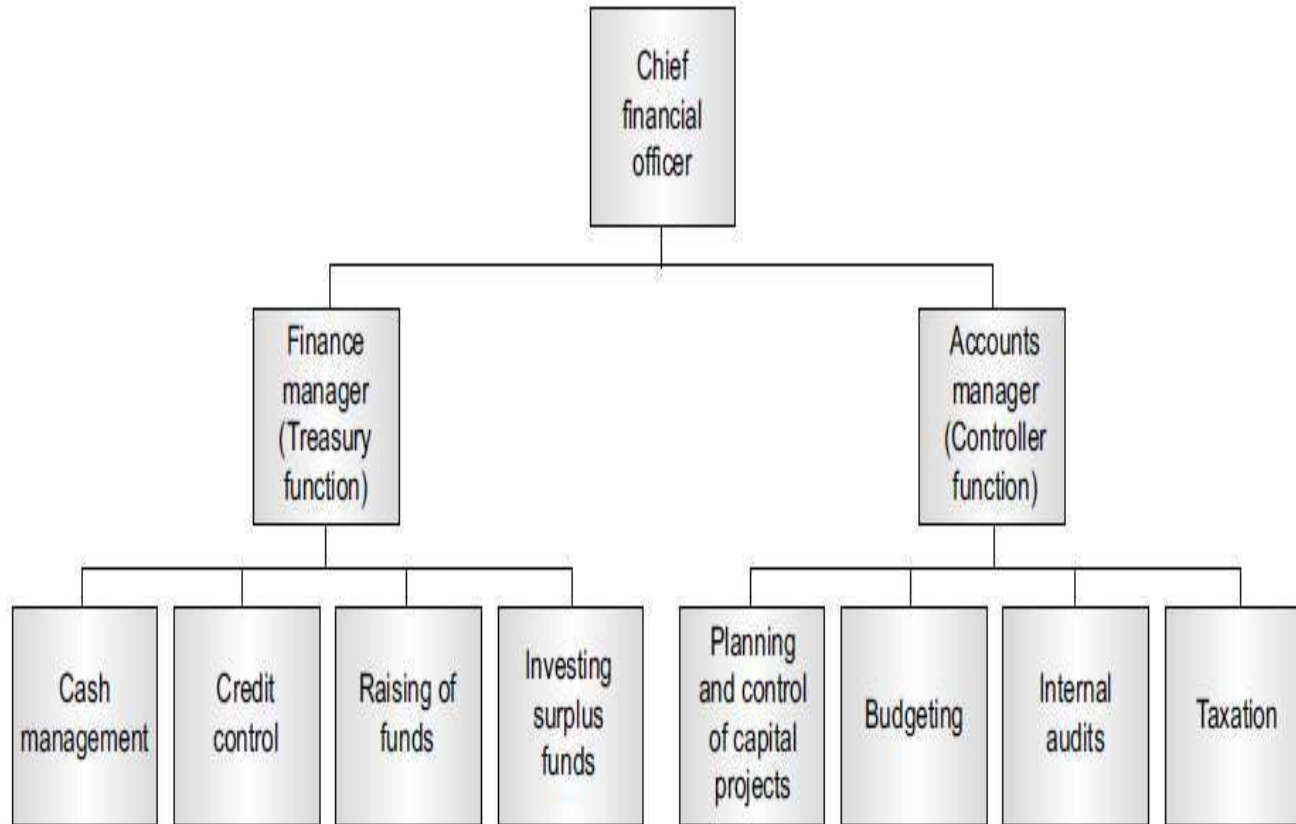 Chief
financial
officer
Finance
manager
(Treasury
function)
Accounts
manager
(Controller
function)
Cash
management
Credit
control
Raising of
funds
Investing
surplus
funds
Planning
and control
of capital
projects
Budgeting
Internal
audits
Taxation